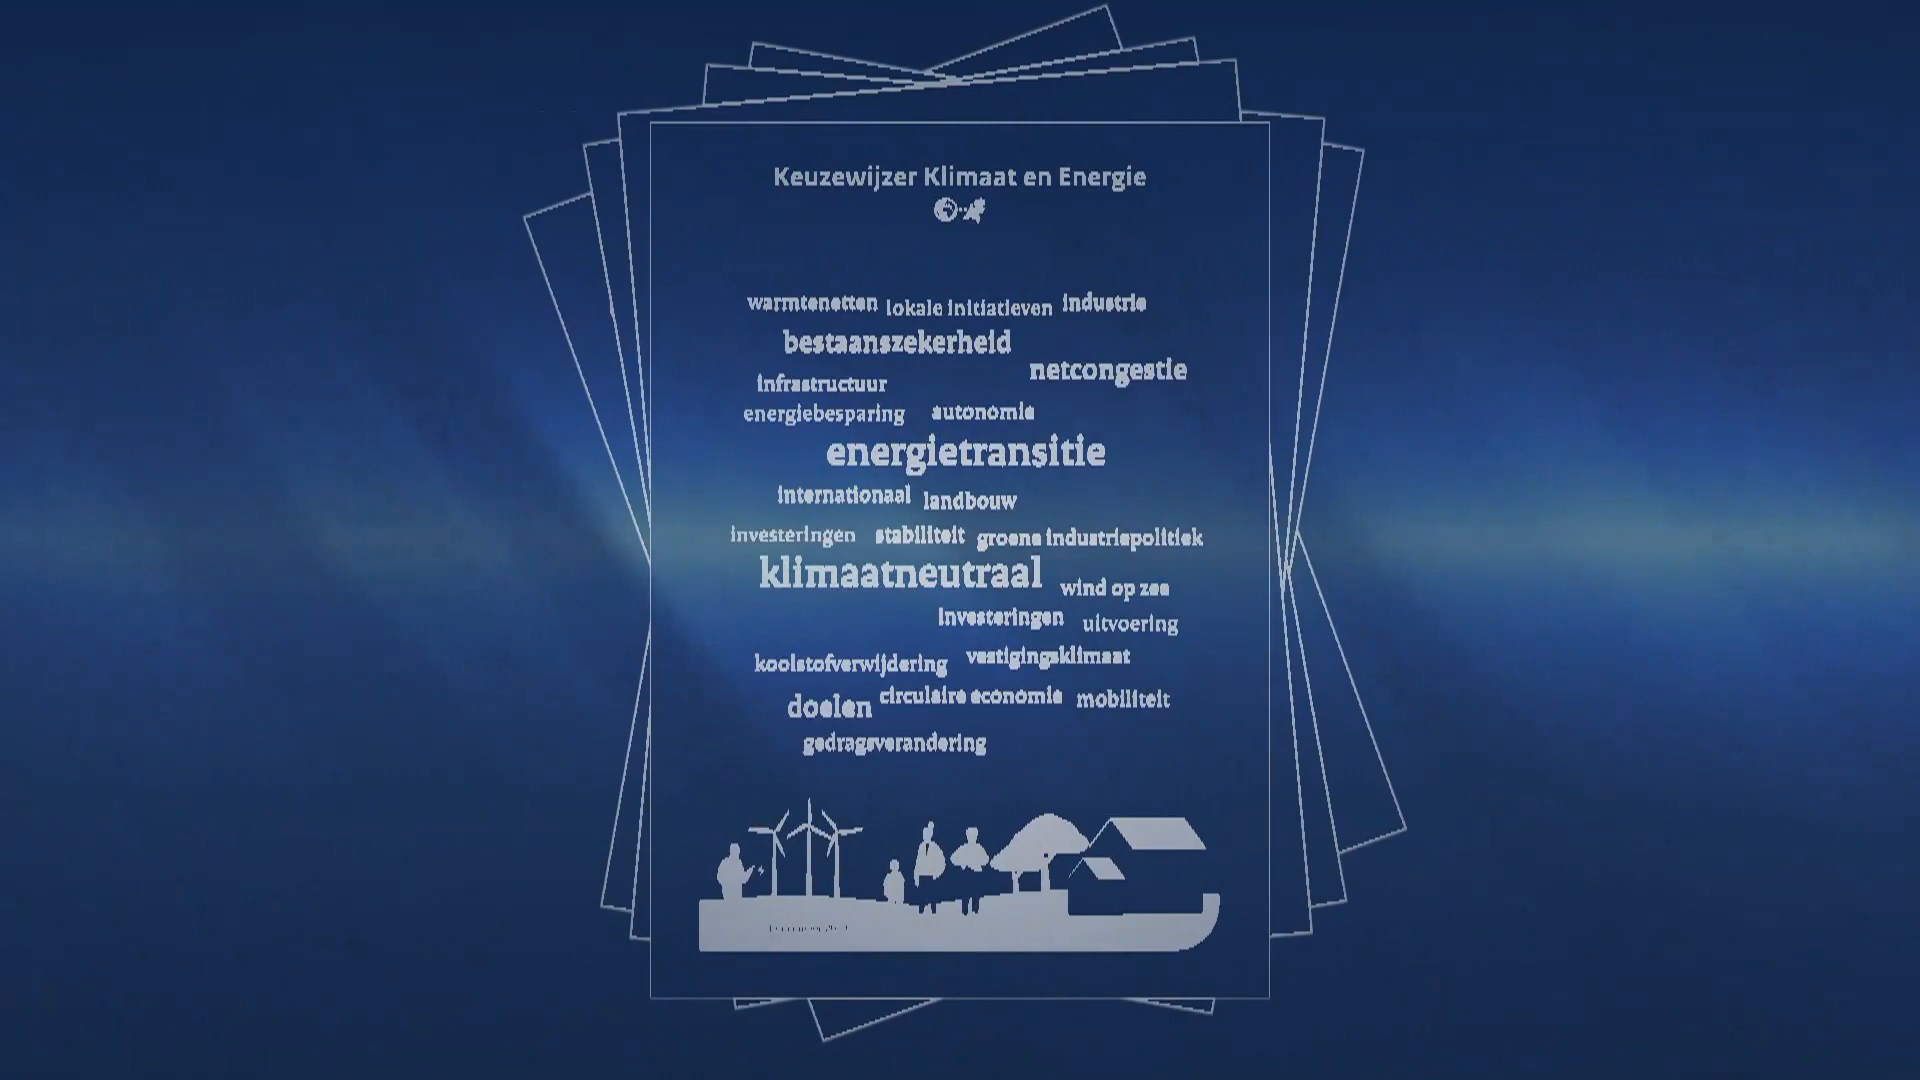 Keuzewijzer Klimaat en Energie
warmtenetten lokale initiatieven industrie
bestaanszekerheid
netcongestie
infrastructuur
energiebesparing autonomie
energietransitie
internationaal landbouw
investeringen stabiliteit groene industriepolitiek
klimaatneutraal wind op zee
investeringen uitvoering
koolstofverwijdering vestigingsklimaat
doelen circulaire economie mobiliteit
gedragsverandering